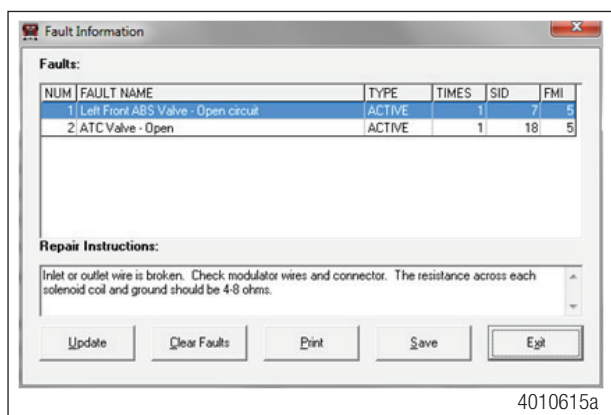 Fault Information
Faults:
NUM FAULT NAME TYPE TIMES SID FMI
1 Left Front ABS Valve - Open circuit ACTIVE 1 7 5
2 ATC Valve - Open ACTIVE 1 18 5
Repair Instructions:
Inlet or outlet wire is broken. Check modulator wires and connector. The resistance across each
solenoid coil and ground should be 4-8 ohms.
Update Clear Faults Print Save Exit
4010615a